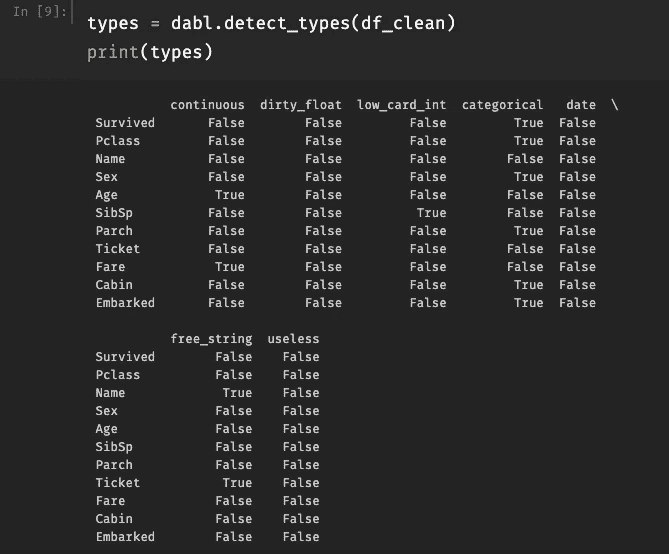 In [9]:
types = dabl.detect_types(df_clean)
print(types)
continuous dirty_float low_card_int categorical date \
Survived False False False True False
Pclass False False False True False
Name False False False False False
Sex False False False True False
Age True False False False False
SibSp False False True False False
Parch False False False True False
Ticket False False False False False
Fare True False False False False
Cabin False False False True False
Embarked False False False True False
free_string useless
Survived False False
Pclass False False
Name True False
Sex False False
Age False False
SibSp False False
Parch False False
Ticket True False
Fare False False
Cabin False False
Embarked False False